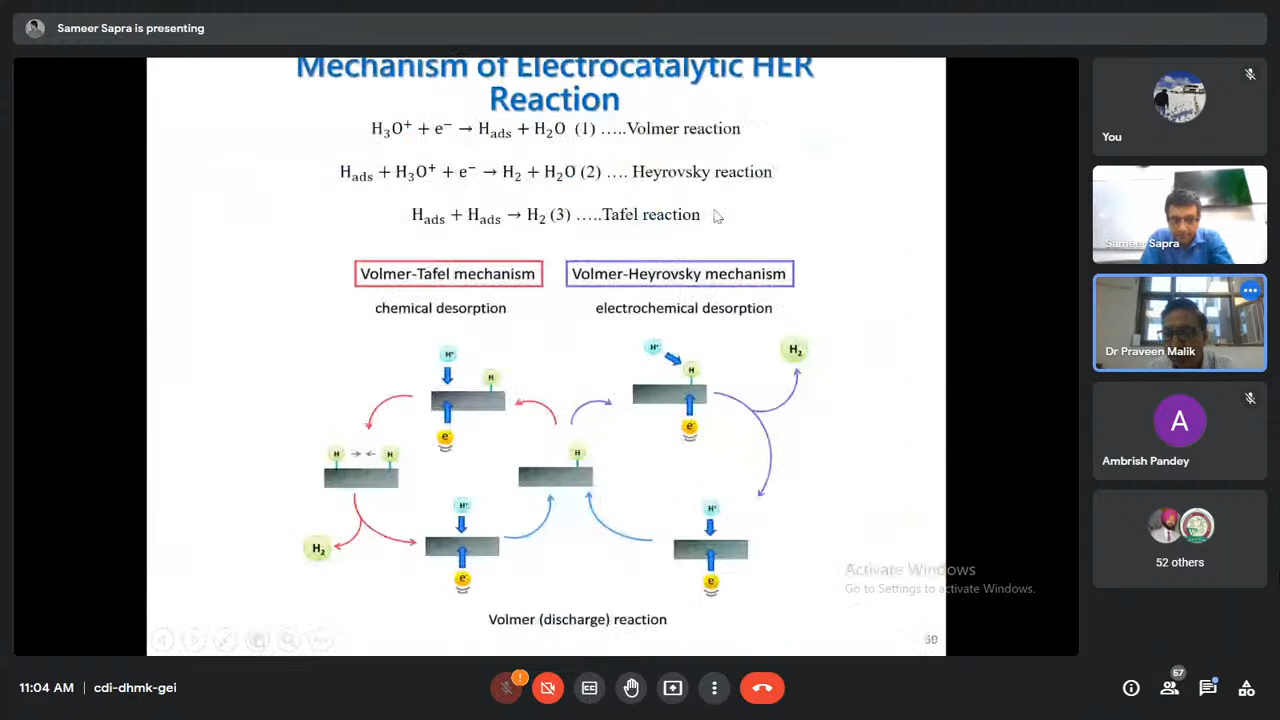 Sameer Sapra is presenting
Mechanism of Electrocatalytic HER
Reaction
H₃O⁺ + e⁻ → Hads + H₂O (1) …..Volmer reaction
Hads + H₃O⁺ + e⁻ → H₂ + H₂O (2) …. Heyrovsky reaction
Hads + Hads → H₂ (3) …..Tafel reaction
Volmer-Tafel mechanism
Volmer-Heyrovsky mechanism
chemical desorption
electrochemical desorption
H⁺
H
e⁻
H⁺
H
e⁻
H₂
H
H
H
H₂
H⁺
e⁻
H⁺
e⁻
Volmer (discharge) reaction
Activate Windows
Go to Settings to activate Windows.
60
You
Sameer Sapra
Dr Praveen Malik
A
Ambrish Pandey
52 others
11:04 AM | cdi-dhmk-gei
57